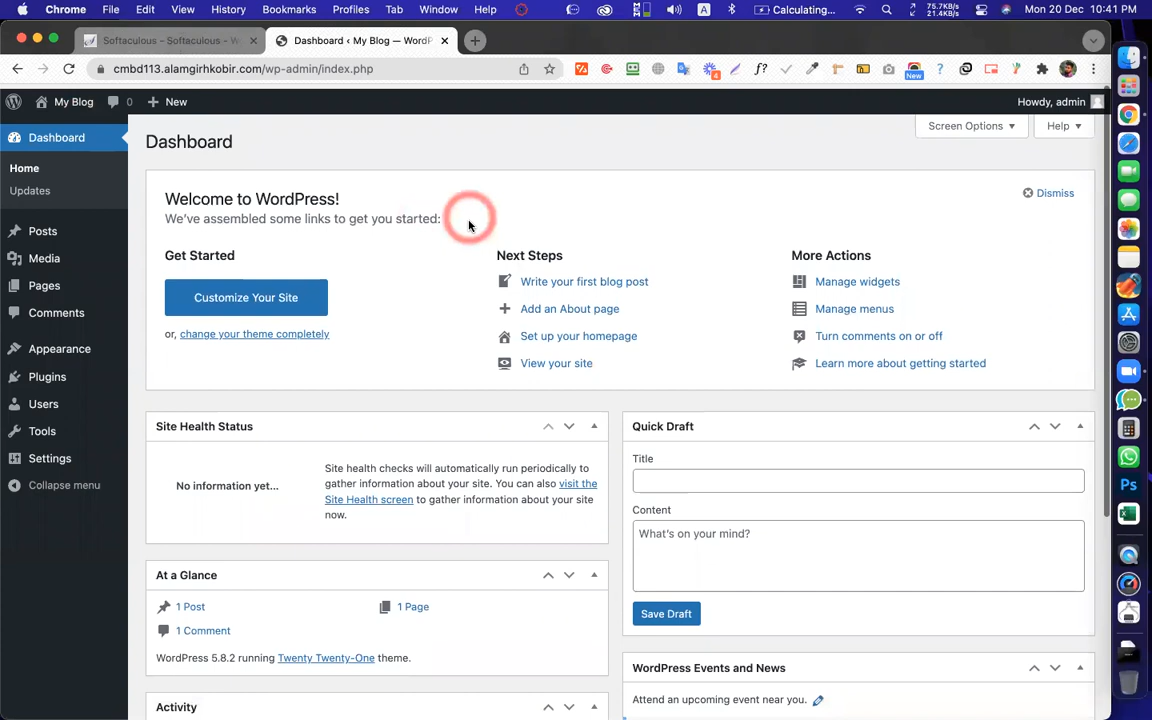 Chrome File Edit View History Bookmarks Profiles Tab Window Help A Calculating... 75.7KB/s 21.4KB/s Mon 20 Dec 10:41 PM
Softaculous - Softaculous - W Dashboard ‹ My Blog — WordP
cmbd113.alamgirhkobir.com/wp-admin/index.php f? 4 New ?
My Blog 0 New Howdy, admin
Dashboard
Home
Updates
Posts
Media
Pages
Comments
Appearance
Plugins
Users
Tools
Settings
Collapse menu
Screen Options Help
Dashboard
Welcome to WordPress! Dismiss
We've assembled some links to get you started:
Get Started
Customize Your Site
or, change your theme completely
Next Steps
Write your first blog post
Add an About page
Set up your homepage
View your site
More Actions
Manage widgets
Manage menus
Turn comments on or off
Learn more about getting started
Site Health Status
No information yet...
Site health checks will automatically run periodically to
gather information about your site. You can also visit the
Site Health screen to gather information about your site
now.
At a Glance
1 Post 1 Page
1 Comment
WordPress 5.8.2 running Twenty Twenty-One theme.
Activity
Quick Draft
Title
Content
What's on your mind?
Save Draft
WordPress Events and News
Attend an upcoming event near you.
Ps